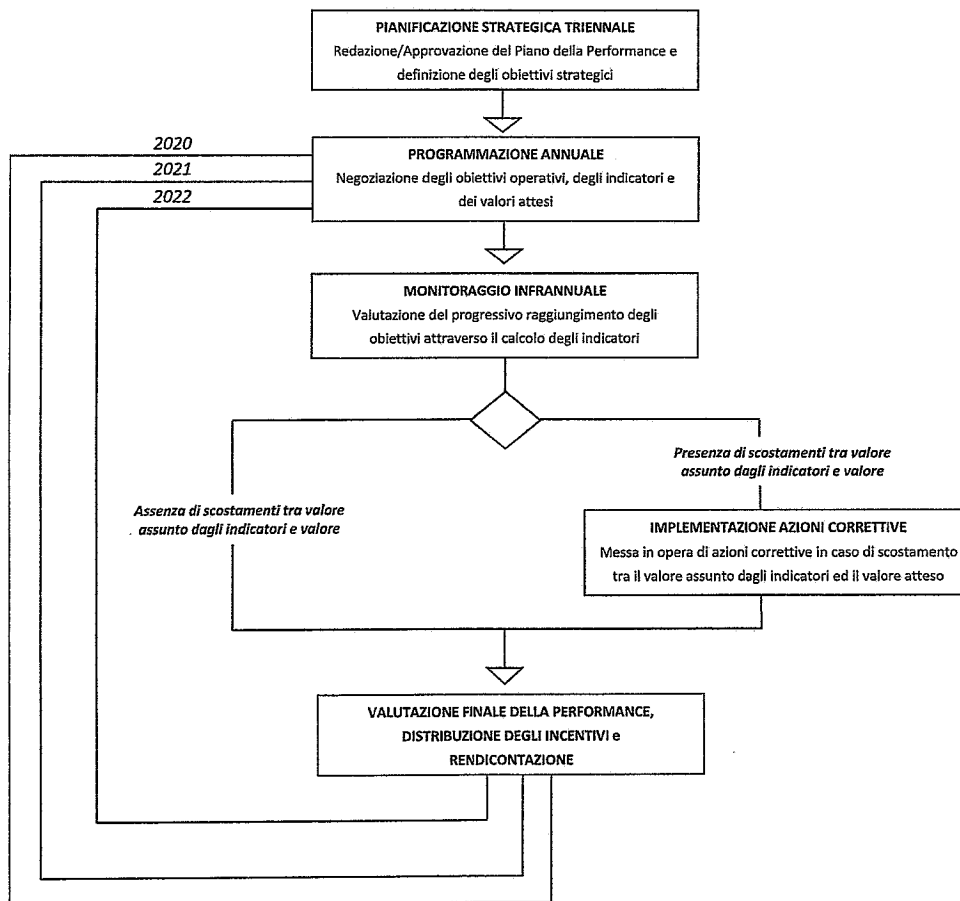 PIANIFICAZIONE STRATEGICA TRIENNALE
Redazione/Approvazione del Piano della Performance e
definizione degli obiettivi strategici
2020
2021
2022
PROGRAMMAZIONE ANNUALE
Negoziazione degli obiettivi operativi, degli indicatori e
dei valori attesi
MONITORAGGIO INFRANNUALE
Valutazione del progressivo raggiungimento degli
obiettivi attraverso il calcolo degli indicatori
Assenza di scostamenti tra valore
assunto dagli indicatori e valore
Presenza di scostamenti tra valore
assunto dagli indicatori e valore
IMPLEMENTAZIONE AZIONI CORRETTIVE
Messa in opera di azioni correttive in caso di scostamento
tra il valore assunto dagli indicatori ed il valore atteso
VALUTAZIONE FINALE DELLA PERFORMANCE,
DISTRIBUZIONE DEGLI INCENTIVI e
RENDICONTAZIONE